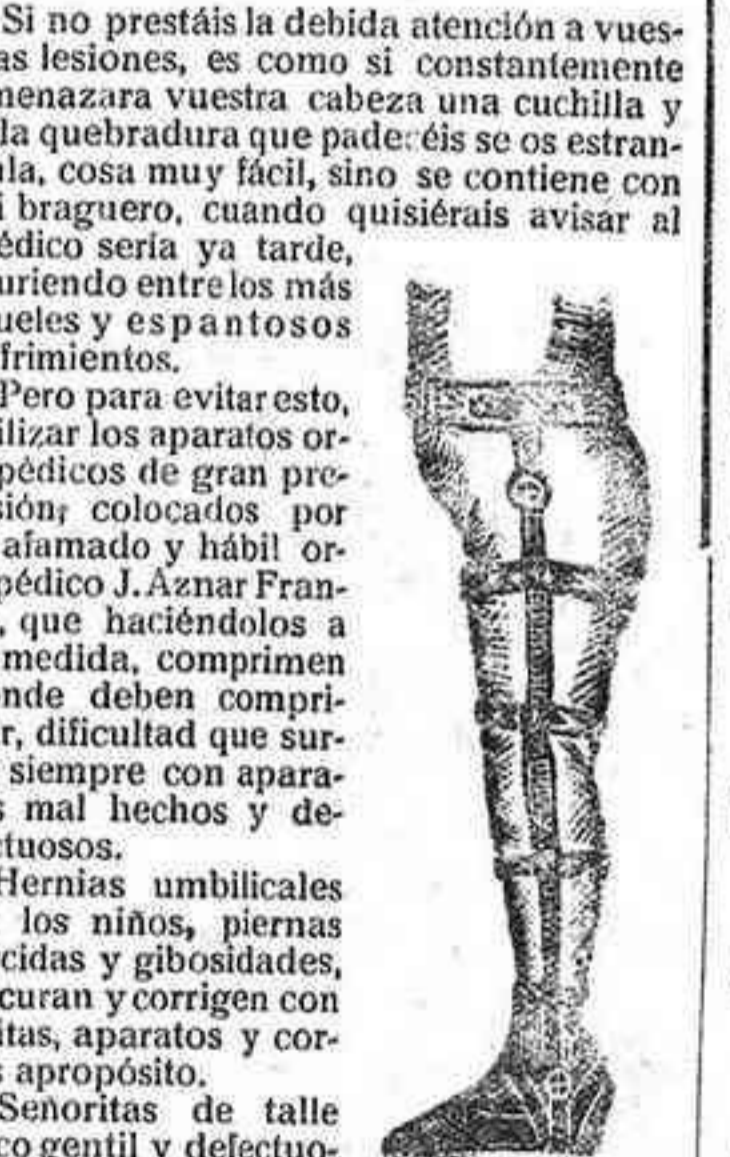 Si no prestáis la debida atención a vues-
as lesiones, es como si constantemente
menazara vuestra cabeza una cuchilla y
la quebradura que padecéis se os estran-
ula, cosa muy fácil, sino se contiene con
i braguero, cuando quisiérais avisar al
édico sería ya tarde,
uriendo entre los más
ueles y espantosos
frimientos.
Pero para evitar esto,
ilizar los aparatos or-
pédicos de gran pre-
sión, colocados por
afamado y hábil or-
pédico J. Aznar Fran-
, que haciéndolos a
medida, comprimen
nde deben compri-
r, dificultad que sur-
siempre con apara-
s mal hechos y de-
ctuosos.
Hernias umbilicales
los niños, piernas
cidas y gibosidades,
curan y corrigen con
itas, aparatos y cor-
s apropósito.
Señoritas de talle
co gentil y defectuo-